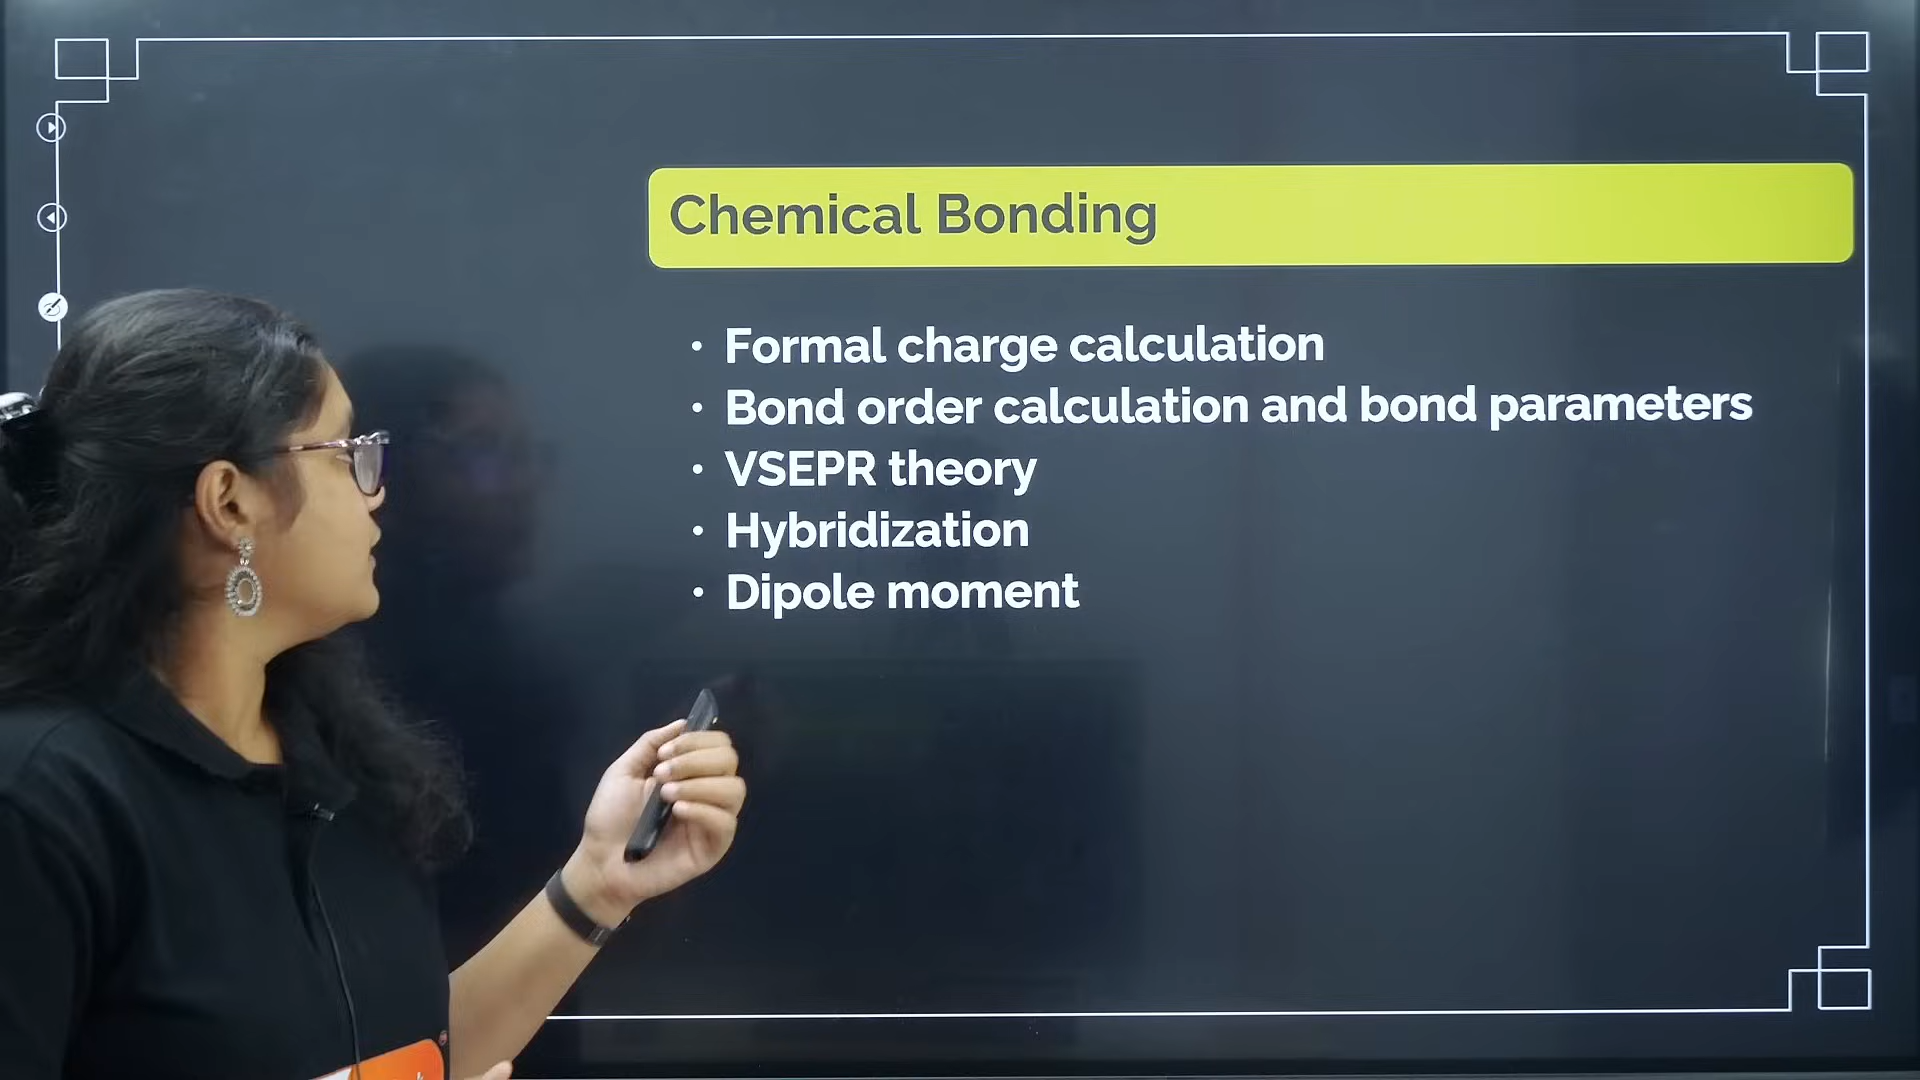 Chemical Bonding
• Formal charge calculation
• Bond order calculation and bond parameters
• VSEPR theory
• Hybridization
• Dipole moment